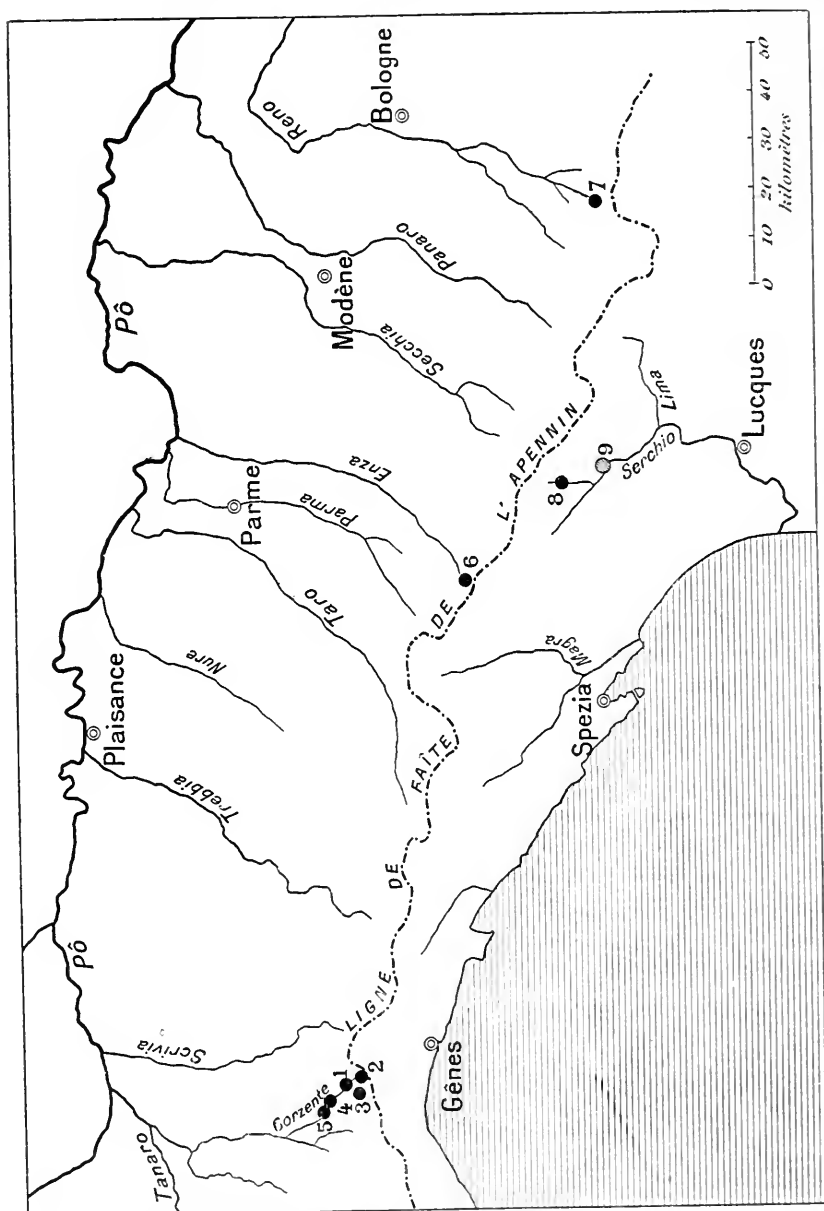 Pô
Pô
Tanaro
Scrivia
Trebbia
Plaisance
Nure
Taro
Parma
Parme
Enza
Secchia
Modène
Panaro
Reno
Bologne
Gorzente
5
4
1
3
2
Gênes
LIGNE DE FAÎTE DE L'APENNIN
6
7
8
9
Magra
Spezia
Serchio
Lima
Lucques
0 10 20 30 40 50
kilomètres